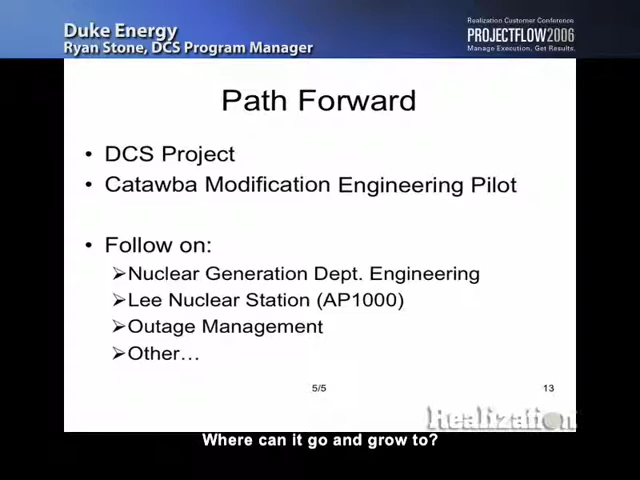 Duke Energy
Ryan Stone, DCS Program Manager
Realization Customer Conference
PROJECTFLOW2006
Manage Execution, Get Results.
Path Forward
• DCS Project
• Catawba Modification Engineering Pilot
• Follow on:
➢Nuclear Generation Dept. Engineering
➢Lee Nuclear Station (AP1000)
➢Outage Management
➢Other…
5/5
13
Realization
Where can it go and grow to?